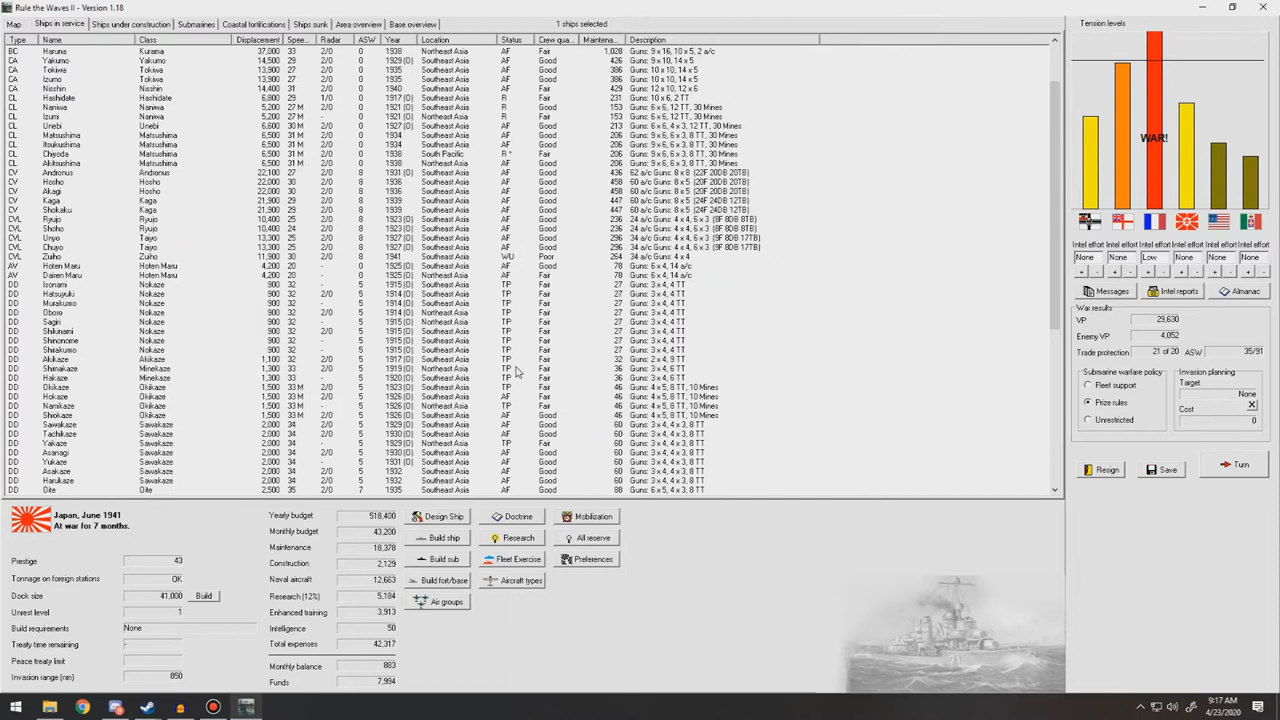 Rule the Waves II - Version 1.18
Map Ships in service Ships under construction Submarines Coastal fortifications Ships sunk Area overview Base overview 1 ships selected
Type Name Class Displacement Spee... Radar ASW Year Location Status Crew qua... Maintena... Description
BC Haruna Kurama 37,000 33 2/0 0 1938 Northeast Asia AF Fair 1,028 Guns: 9 x 16, 10 x 5, 2 a/c
CA Yakumo Yakumo 14,500 29 2/0 0 1929 (O) Southeast Asia AF Good 426 Guns: 9 x 10, 14 x 5
CA Tokiwa Tokiwa 13,900 27 2/0 0 1935 Southeast Asia AF Good 386 Guns: 10 x 10, 14 x 5
CA Izumo Tokiwa 13,900 27 2/0 0 1935 Southeast Asia AF Good 386 Guns: 10 x 10, 14 x 5
CA Nisshin Nisshin 14,400 31 2/0 0 1940 Southeast Asia AF Fair 429 Guns: 12 x 10, 12 x 6
CL Hashidate Hashidate 6,800 29 1/0 0 1917 (O) Southeast Asia R Fair 231 Guns: 10 x 6, 2 TT
CL Naniwa Naniwa 5,200 27 M 2/0 0 1921 (O) Southeast Asia R Good 153 Guns: 6 x 6, 12 TT, 30 Mines
CL Izumi Naniwa 5,200 27 M - 0 1921 (O) Northeast Asia R Fair 153 Guns: 6 x 6, 12 TT, 30 Mines
CL Unebi Unebi 6,600 30 M 2/0 0 1927 (O) Southeast Asia AF Good 213 Guns: 6 x 6, 4 x 3, 12 TT, 30 Mines
CL Matsushima Matsushima 6,500 31 M 2/0 0 1934 Southeast Asia AF Good 206 Guns: 9 x 6, 6 x 3, 8 TT, 30 Mines
CL Itsukushima Matsushima 6,500 31 M 2/0 0 1934 Southeast Asia AF Good 206 Guns: 9 x 6, 6 x 3, 8 TT, 30 Mines
CL Chiyoda Matsushima 6,500 31 M 2/0 0 1938 South Pacific R * Fair 206 Guns: 9 x 6, 6 x 3, 8 TT, 30 Mines
CL Akitsushima Matsushima 6,500 31 M 2/0 0 1938 Northeast Asia AF Fair 206 Guns: 9 x 6, 6 x 3, 8 TT, 30 Mines
CV Andronus Andronus 22,100 27 2/0 8 1931 (O) Southeast Asia AF Good 436 62 a/c Guns: 8 x 8 (22F 20DB 20TB)
CV Hosho Hosho 22,000 30 2/0 8 1936 Southeast Asia AF Good 458 60 a/c Guns: 8 x 5 (20F 20DB 20TB)
CV Akagi Hosho 22,000 30 2/0 8 1936 Southeast Asia AF Good 458 60 a/c Guns: 8 x 5 (20F 20DB 20TB)
CV Kaga Kaga 21,900 29 2/0 8 1939 Southeast Asia AF Good 447 60 a/c Guns: 8 x 5 (24F 24DB 12TB)
CV Shokaku Kaga 21,900 29 2/0 8 1939 Southeast Asia AF Good 447 60 a/c Guns: 8 x 5 (24F 24DB 12TB)
CVL Ryujo Ryujo 10,400 25 2/0 8 1923 (O) Southeast Asia AF Good 236 24 a/c Guns: 4 x 4, 6 x 3 (9F 8DB 8TB)
CVL Shoho Ryujo 10,400 25 2/0 8 1924 (O) Southeast Asia AF Good 236 24 a/c Guns: 4 x 4, 6 x 3 (9F 8DB 8TB)
CVL Unyo Taiyo 13,300 25 2/0 8 1927 (O) Southeast Asia AF Good 296 34 a/c Guns: 4 x 4, 6 x 3 (9F 8DB 17TB)
CVL Chuyo Taiyo 13,300 25 2/0 8 1927 (O) Southeast Asia AF Good 296 34 a/c Guns: 4 x 4, 6 x 3 (9F 8DB 17TB)
CVL Zuiho Zuiho 11,900 30 2/0 8 1941 Southeast Asia WU Poor 264 34 a/c Guns: 4 x 4
AV Hoten Maru Hoten Maru 4,200 20 - 0 1925 (O) Southeast Asia AF Good 78 Guns: 6 x 4, 14 a/c
AV Dairen Maru Hoten Maru 4,200 20 - 0 1925 (O) Northeast Asia AF Fair 78 Guns: 6 x 4, 14 a/c
DD Isonami Nokaze 900 32 - 5 1915 (O) Southeast Asia TP Fair 27 Guns: 3 x 4, 4 TT
DD Hatsuyuki Nokaze 900 32 2/0 5 1914 (O) Southeast Asia TP Fair 27 Guns: 3 x 4, 4 TT
DD Murakumo Nokaze 900 32 - 5 1914 (O) Southeast Asia TP Fair 27 Guns: 3 x 4, 4 TT
DD Oboro Nokaze 900 32 2/0 5 1914 (O) Southeast Asia TP Fair 27 Guns: 3 x 4, 4 TT
DD Sagiri Nokaze 900 32 - 5 1915 (O) Southeast Asia TP Fair 27 Guns: 3 x 4, 4 TT
DD Shikinami Nokaze 900 32 2/0 5 1915 (O) Southeast Asia TP Fair 27 Guns: 3 x 4, 4 TT
DD Shinonome Nokaze 900 32 - 5 1915 (O) Southeast Asia TP Fair 27 Guns: 3 x 4, 4 TT
DD Shirakumo Nokaze 900 32 - 5 1915 (O) Southeast Asia TP Fair 27 Guns: 3 x 4, 4 TT
DD Akikaze Akikaze 1,100 32 2/0 5 1917 (O) Southeast Asia TP Fair 32 Guns: 2 x 4, 9 TT
DD Shimakaze Minekaze 1,300 33 2/0 5 1919 (O) Northeast Asia TP Fair 36 Guns: 3 x 4, 6 TT
DD Hakaze Minekaze 1,300 33 - 5 1920 (O) Southeast Asia TP Fair 36 Guns: 3 x 4, 6 TT
DD Okikaze Okikaze 1,500 33 M 2/0 5 1923 (O) Southeast Asia TP Fair 46 Guns: 4 x 5, 8 TT, 10 Mines
DD Hokaze Okikaze 1,500 33 M 2/0 5 1926 (O) Southeast Asia AF Fair 46 Guns: 4 x 5, 8 TT, 10 Mines
DD Namikaze Okikaze 1,500 33 M - 5 1926 (O) Northeast Asia TP Fair 46 Guns: 4 x 5, 8 TT, 10 Mines
DD Shiokaze Okikaze 1,500 33 M 2/0 5 1926 (O) Southeast Asia AF Good 46 Guns: 4 x 5, 8 TT, 10 Mines
DD Sawakaze Sawakaze 2,000 34 2/0 5 1929 (O) Southeast Asia AF Good 60 Guns: 3 x 4, 4 x 3, 8 TT
DD Tachikaze Sawakaze 2,000 34 2/0 5 1930 (O) Southeast Asia AF Good 60 Guns: 3 x 4, 4 x 3, 8 TT
DD Yakaze Sawakaze 2,000 34 - 5 1929 (O) Northeast Asia TP Fair 60 Guns: 3 x 4, 4 x 3, 8 TT
DD Asanagi Sawakaze 2,000 34 2/0 5 1930 (O) Southeast Asia AF Good 60 Guns: 3 x 4, 4 x 3, 8 TT
DD Yukaze Sawakaze 2,000 34 - 5 1931 (O) Southeast Asia AF Good 60 Guns: 3 x 4, 4 x 3, 8 TT
DD Asakaze Sawakaze 2,000 34 2/0 5 1932 Southeast Asia AF Good 60 Guns: 3 x 4, 4 x 3, 8 TT
DD Harukaze Sawakaze 2,000 34 2/0 5 1932 Southeast Asia AF Good 60 Guns: 3 x 4, 4 x 3, 8 TT
DD Oite Oite 2,500 35 2/0 7 1935 Southeast Asia AF Good 88 Guns: 6 x 5, 4 x 3, 8 TT
Tension levels
WAR!
Intel effort Intel effort Intel effort Intel effort Intel effort Intel effort
None None Low None None None
+ - + - + - + - + - + -
Messages Intel reports Almanac
War results
VP 29,630
Enemy VP 4,052
Trade protection 21 of 20 ASW 35/91
Submarine warfare policy
Fleet support
Prize rules
Unrestricted
Invasion planning
Target
None
Cost X
0
Resign Save Turn
Japan, June 1941
At war for 7 months.
Prestige 43
Tonnage on foreign stations OK
Dock size 41,000 Build
Unrest level 1
Build requirements None
Treaty time remaining -
Peace treaty limit
Invasion range (nm) 850
Yearly budget 518,400
Monthly budget 43,200
Maintenance 18,378
Construction 2,129
Naval aircraft 12,663
Research (12%) 5,184
Enhanced training 3,913
Intelligence 50
Total expenses 42,317
Monthly balance 883
Funds 7,994
Design Ship Doctrine Mobilization
Build ship Research All reserve
Build sub Fleet Exercise Preferences
Build fort/base Aircraft types
Air groups
9:17 AM
4/23/2020